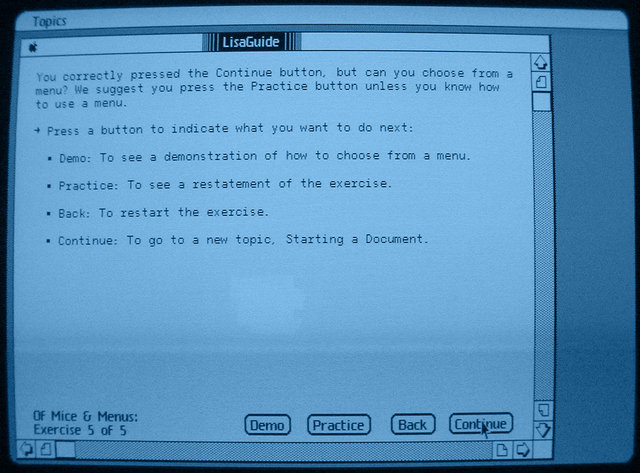 Topics
LisaGuide
You correctly pressed the Continue button, but can you choose from a
menu? We suggest you press the Practice button unless you know how
to use a menu.
→ Press a button to indicate what you want to do next:
▪ Demo: To see a demonstration of how to choose from a menu.
▪ Practice: To see a restatement of the exercise.
▪ Back: To restart the exercise.
▪ Continue: To go to a new topic, Starting a Document.
Of Mice & Menus:
Exercise 5 of 5
Demo Practice Back Continue